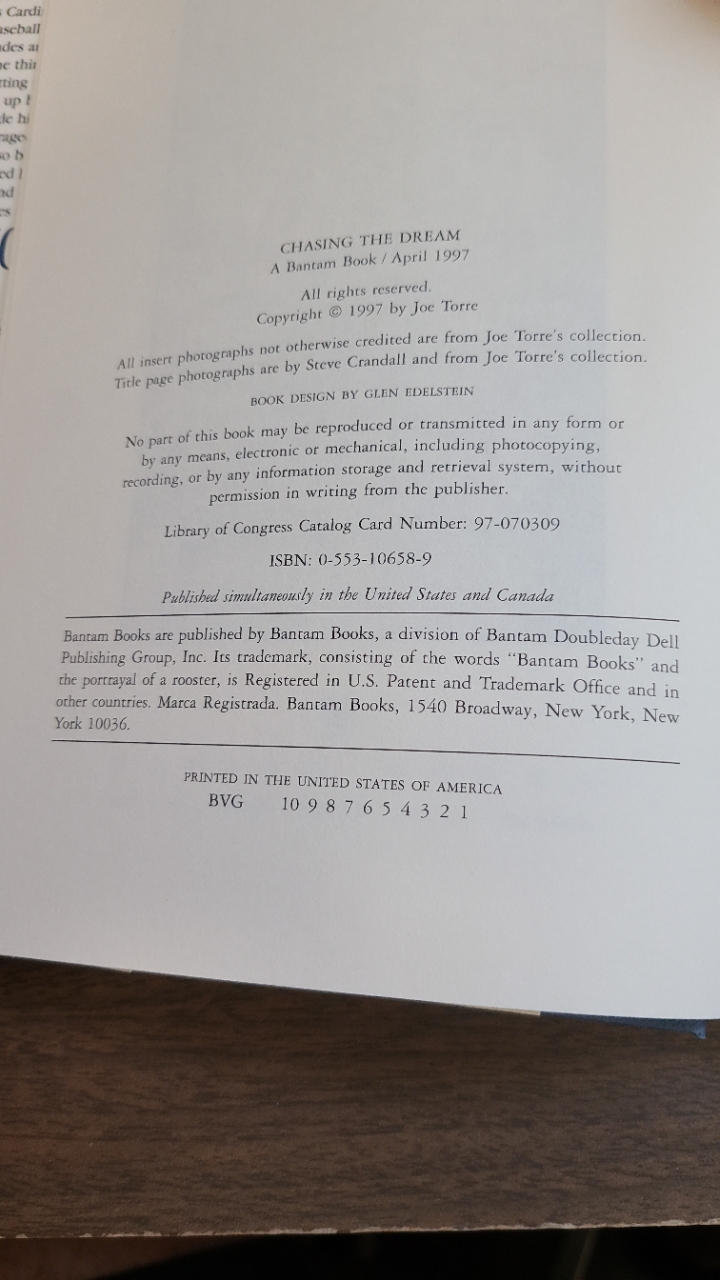 Cardi
aseball
ades ar
tting
up
de hi
CHASING THE DREAM
A Bantam Book / April 1997
All rights reserved.
Copyright © 1997 by Joe Torre
All insert photographs not otherwise credited are from Joe Torre's collection.
Title page photographs are by Steve Crandall and from Joe Torre's collection.
BOOK DESIGN BY GLEN EDELSTEIN
No part of this book may be reproduced or transmitted in any form or
by any means, electronic or mechanical, including photocopying,
recording, or by any information storage and retrieval system, without
permission in writing from the publisher.
Library of Congress Catalog Card Number: 97-070309
ISBN: 0-553-10658-9
Published simultaneously in the United States and Canada
Bantam Books are published by Bantam Books, a division of Bantam Doubleday Dell
Publishing Group, Inc. Its trademark, consisting of the words "Bantam Books" and
the portrayal of a rooster, is Registered in U.S. Patent and Trademark Office and in
other countries. Marca Registrada. Bantam Books, 1540 Broadway, New York, New
York 10036.
PRINTED IN THE UNITED STATES OF AMERICA
BVG 10 9 8 7 6 5 4 3 2 1